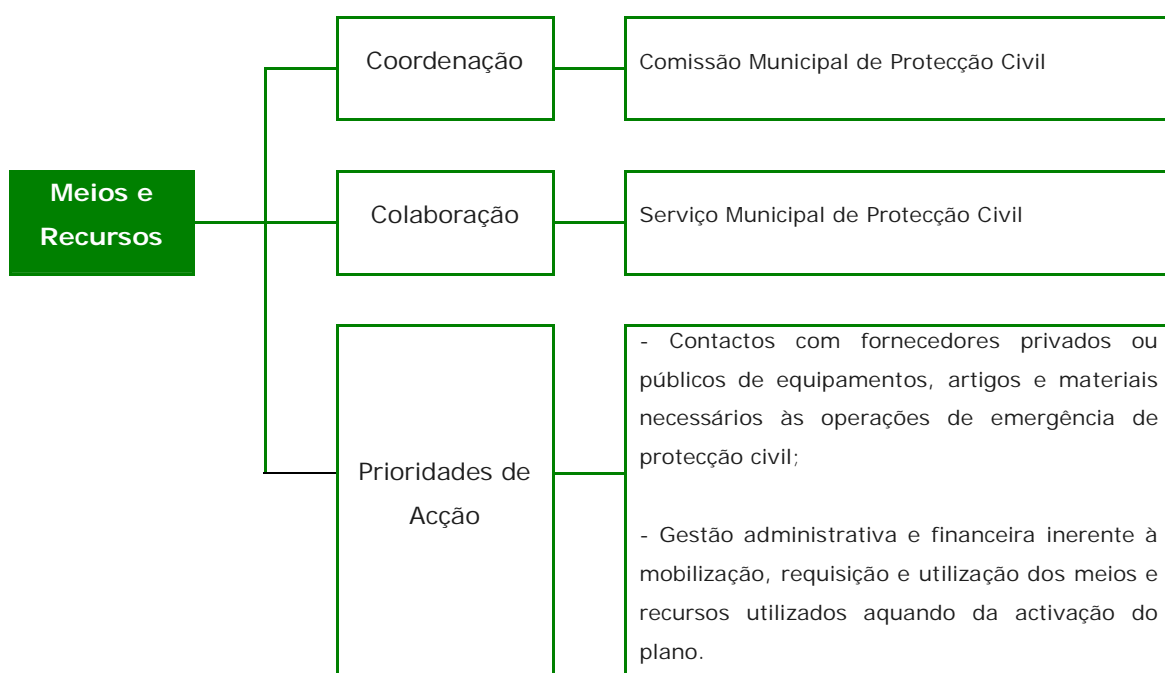 Coordenação
Comissão Municipal de Protecção Civil
Meios e
Recursos
Colaboração
Serviço Municipal de Protecção Civil
Prioridades de
Acção
- Contactos com fornecedores privados ou
públicos de equipamentos, artigos e materiais
necessários às operações de emergência de
protecção civil;
- Gestão administrativa e financeira inerente à
mobilização, requisição e utilização dos meios e
recursos utilizados aquando da activação do
plano.